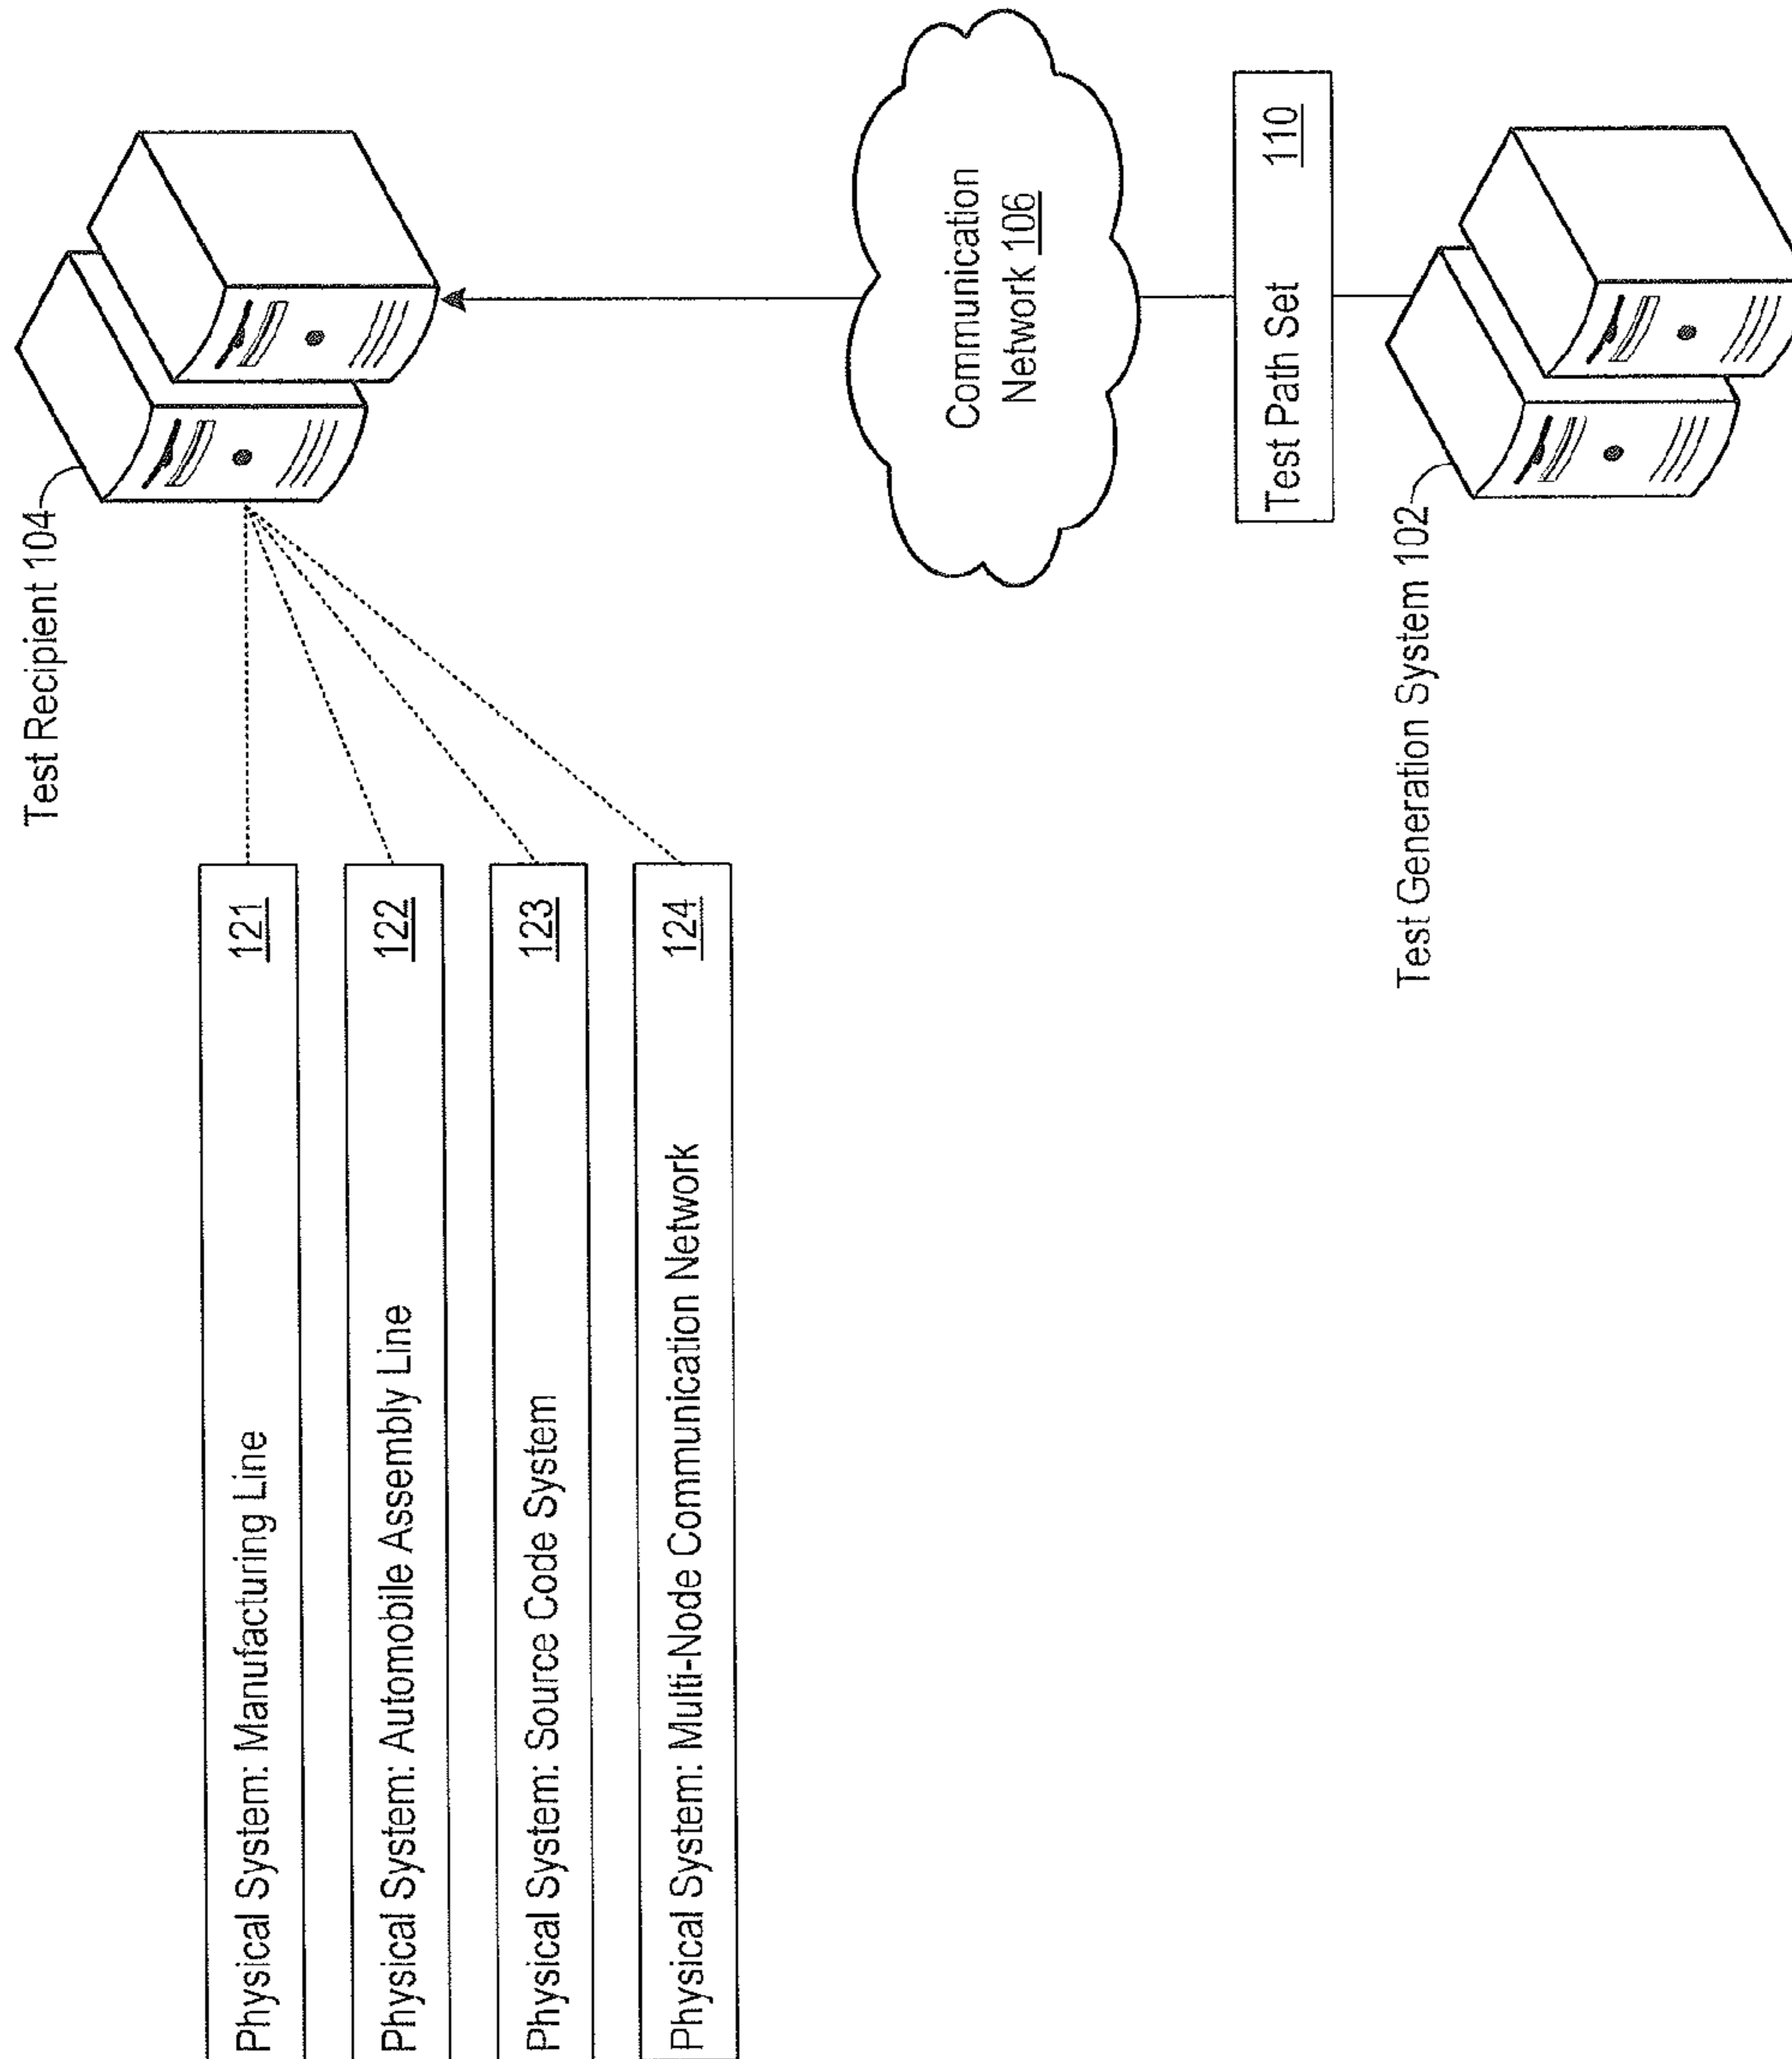 Test Recipient 104
Physical System: Manufacturing Line 121
Physical System: Automobile Assembly Line 122
Physical System: Source Code System 123
Physical System: Multi-Node Communication Network 124
Communication
Network 106
Test Path Set 110
Test Generation System 102